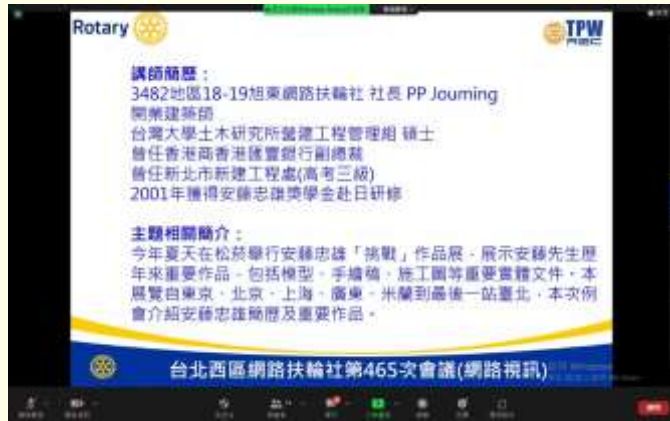 Rotary
TPW
講師簡歷：
3482地區18-19旭東網路扶輪社 社長 PP Jouming
開業建築師
台灣大學土木研究所營建工程管理組 碩士
曾任香港商香港匯豐銀行副總裁
曾任新北市新建工程處(高考三級)
2001年獲得安藤忠雄獎學金赴日研修
主題相關簡介：
今年夏天在松菸舉行安藤忠雄「挑戰」作品展，展示安藤先生歷
年來重要作品，包括模型、手繪稿、施工圖等重要實體文件。本
展覽自東京、北京、上海、廣東、米蘭到最後一站臺北，本次例
會介紹安藤忠雄簡歷及重要作品。
台北西區網路扶輪社第465次會議(網路視訊)